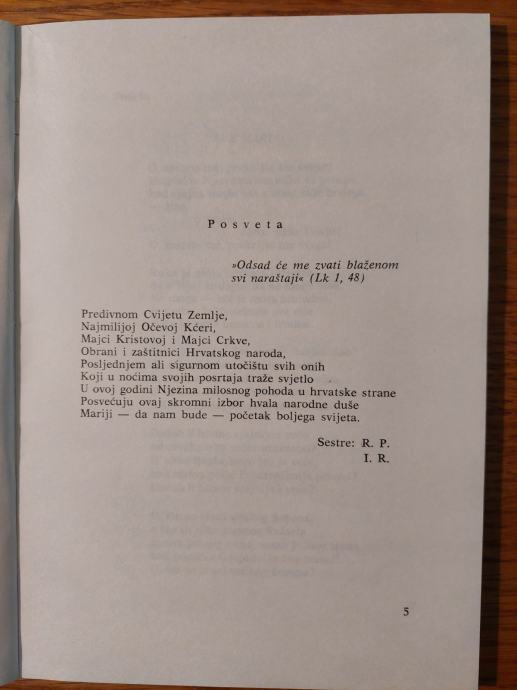 Posveta
»Odsad će me zvati blaženom
svi naraštaji« (Lk 1, 48)
Predivnom Cvijetu Zemlje,
Najmilijoj Očevoj Kćeri,
Majci Kristovoj i Majci Crkve,
Obrani i zaštitnici Hrvatskog naroda,
Posljednjem ali sigurnom utočištu svih onih
Koji u noćima svojih posrtaja traže svjetlo
U ovoj godini Njezina milosnog pohoda u hrvatske strane
Posvećuju ovaj skromni izbor hvala narodne duše
Mariji — da nam bude — početak boljega svijeta.
Sestre: R. P.
I. R.
5